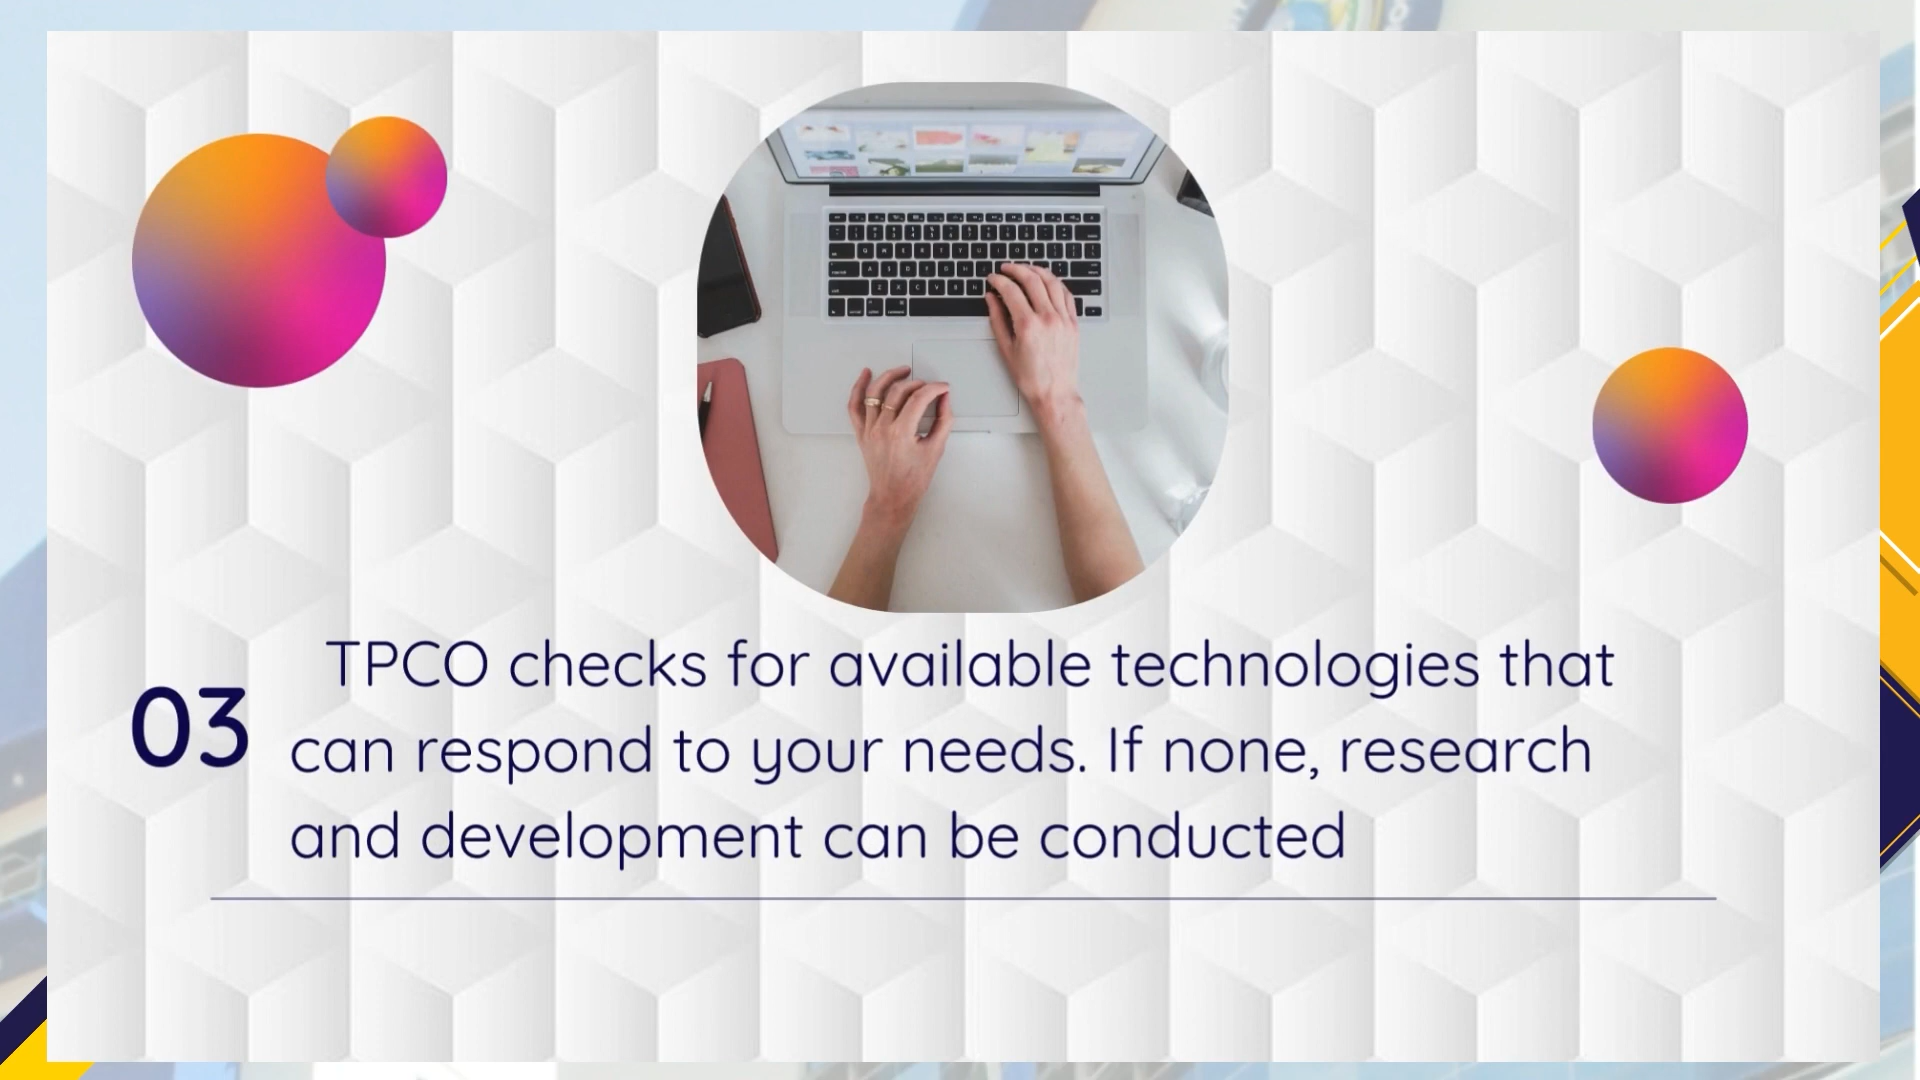 03
TPCO checks for available technologies that
can respond to your needs. If none, research
and development can be conducted